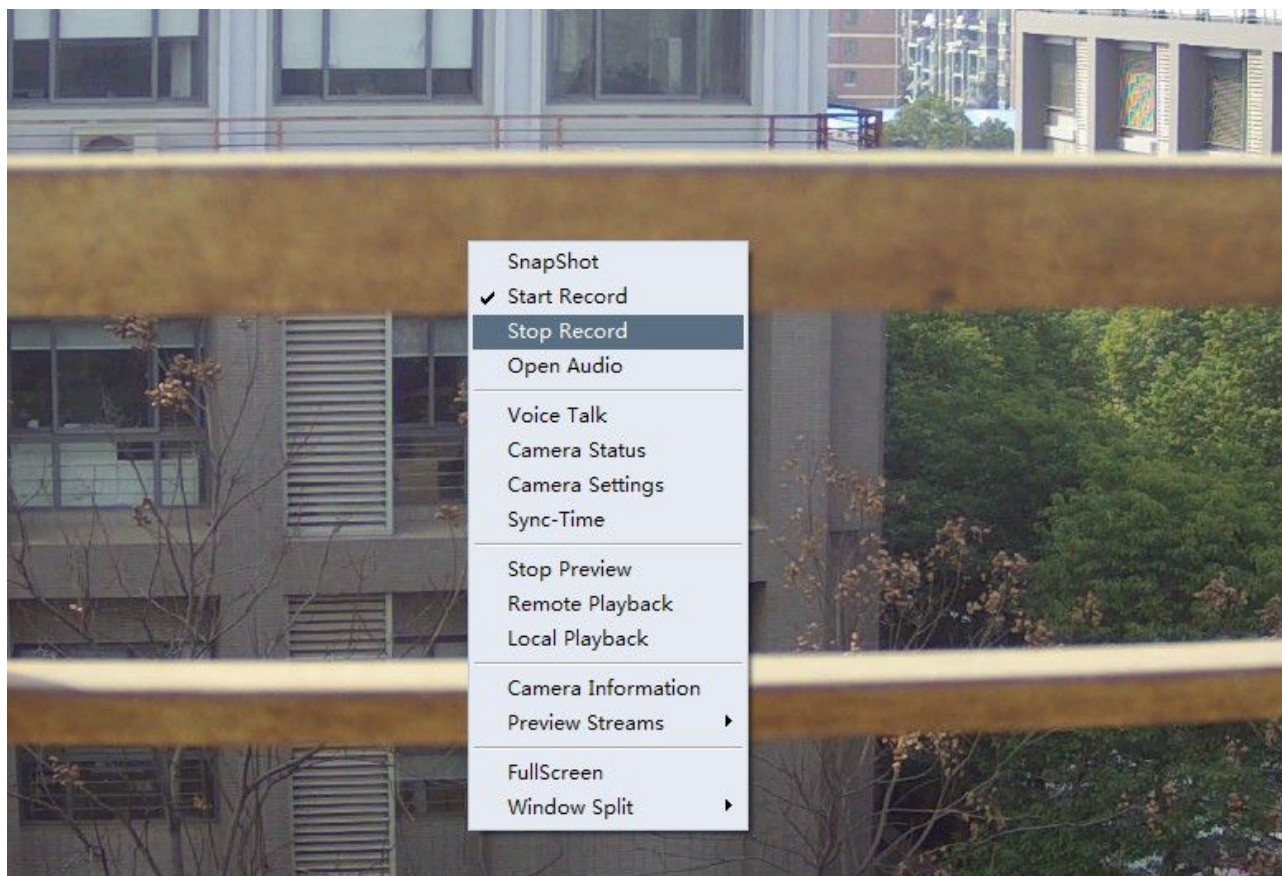 SnapShot
Start Record
Stop Record
Open Audio
Voice Talk
Camera Status
Camera Settings
Sync-Time
Stop Preview
Remote Playback
Local Playback
Camera Information
Preview Streams
FullScreen
Window Split